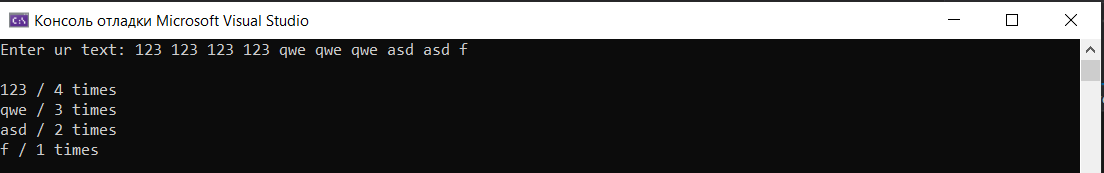 Консоль отладки Microsoft Visual Studio
Enter ur text: 123 123 123 123 qwe qwe qwe asd asd f
123 / 4 times
qwe / 3 times
asd / 2 times
f / 1 times